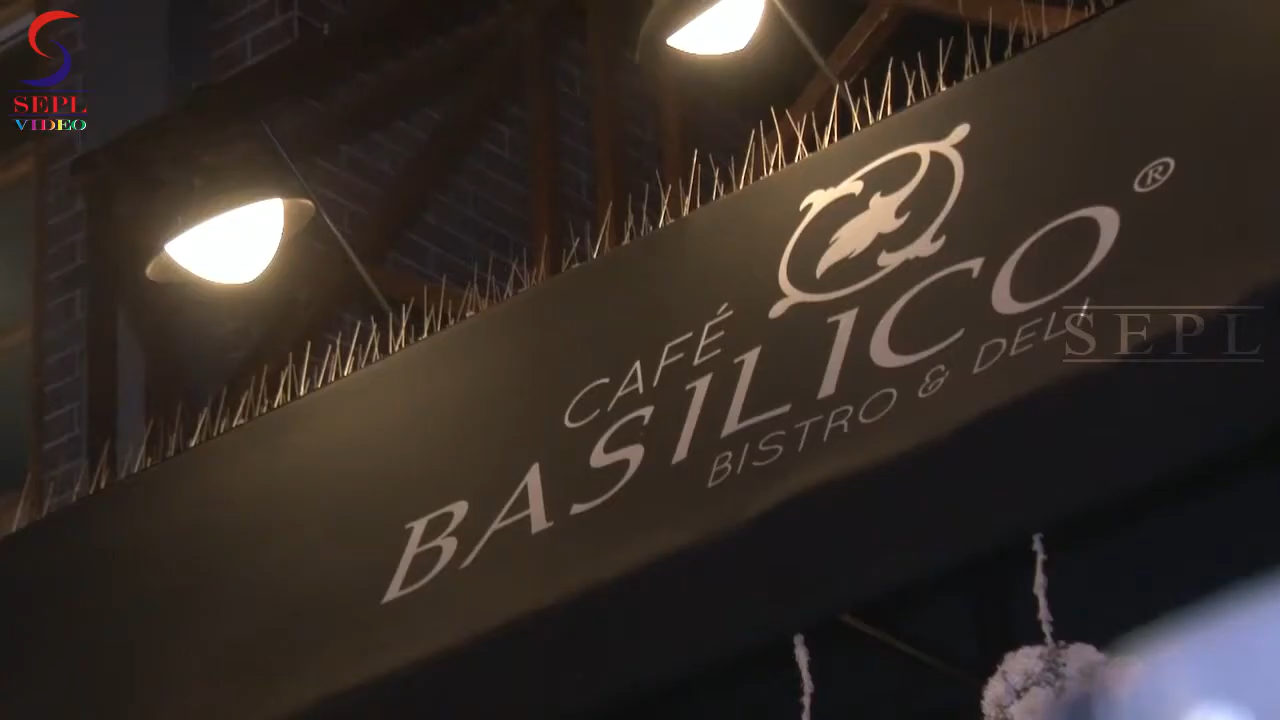 SEPL
VIDEO
CAFÉ
BASILICO®
BISTRO & DELI
SEPL